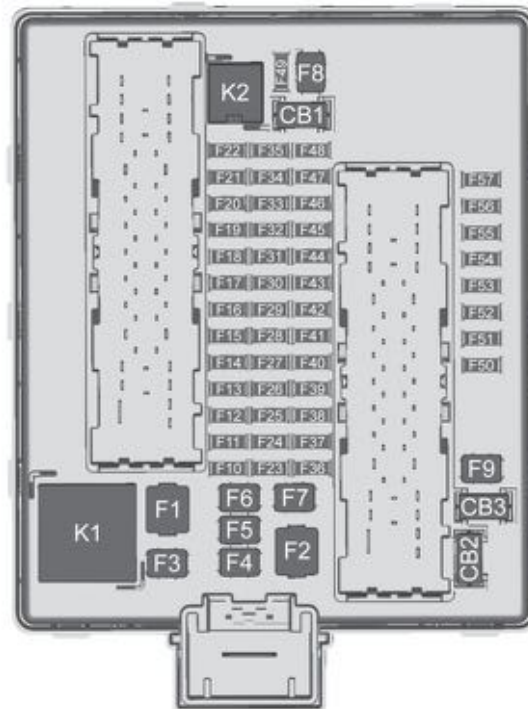 K2 F49 F8
CB1
F22 F35 F48
F21 F34 F47
F20 F33 F46 F57
F19 F32 F45 F56
F18 F31 F44 F55
F17 F30 F43 F54
F16 F29 F42 F53
F15 F28 F41 F52
F14 F27 F40 F51
F13 F26 F39 F50
F12 F25 F38
F11 F24 F37
F10 F23 F36 F9
K1 F1 F6 F7 CB3
F5
F3 F4 F2 CB2